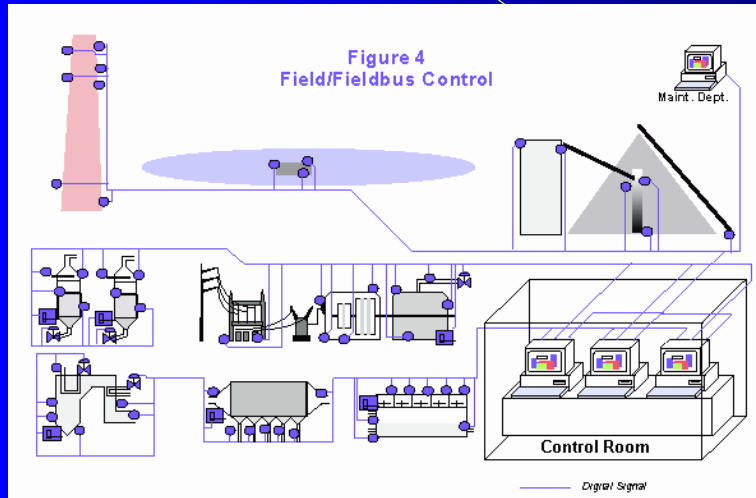 Figure 4
Field/Fieldbus Control
Maint. Dept.
Control Room
Digital Signal